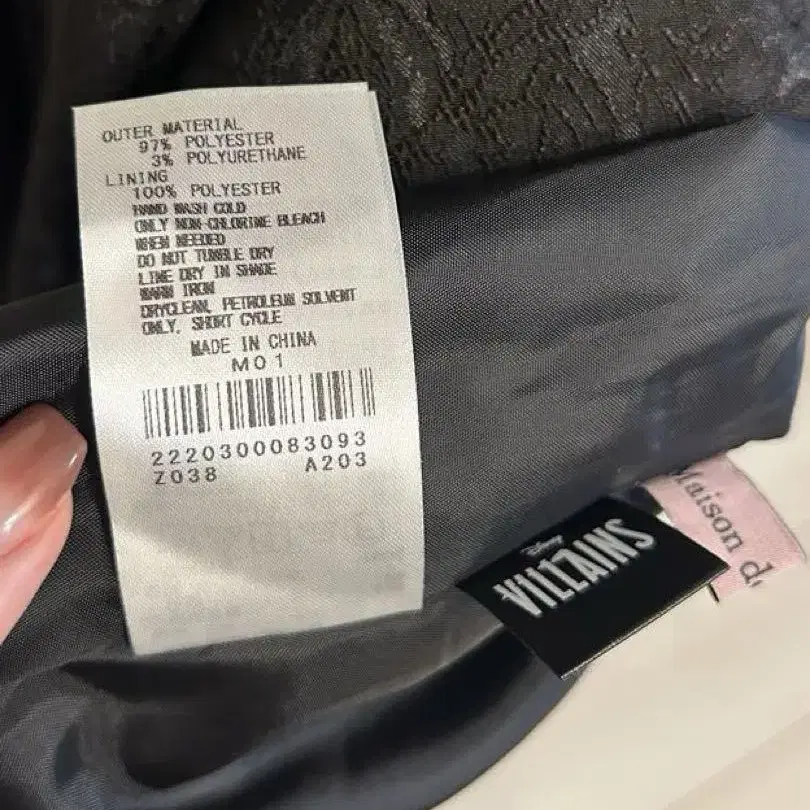 OUTER MATERIAL
97% POLYESTER
3% POLYURETHANE
LINING
100% POLYESTER
HAND WASH COLD
ONLY NON-CHLORINE BLEACH
WHEN NEEDED
DO NOT TUMBLE DRY
LINE DRY IN SHADE
WARM IRON
DRYCLEAN, PETROLEUM SOLVENT
ONLY, SHORT CYCLE
MADE IN CHINA
M01
2220300083093
Z038 A203
Disney
VILLAINS
Maison de